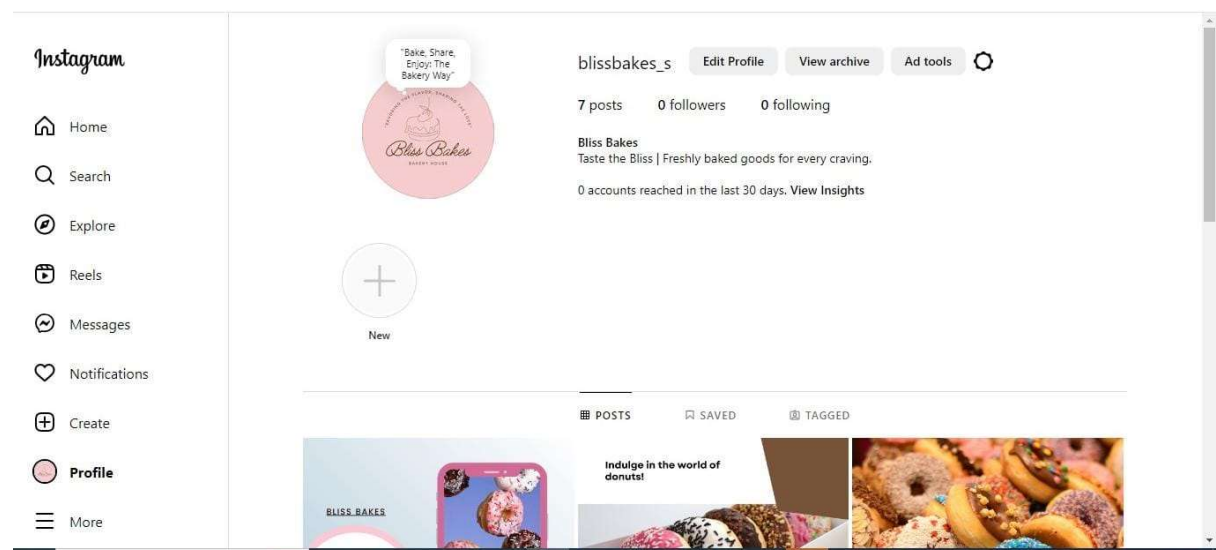 Instagram
Home
Search
Explore
Reels
Messages
Notifications
Create
Profile
More
"Bake, Share,
Enjoy: The
Bakery Way"
Bliss Bakes
BAKERY HOUSE
blissbakes_s Edit Profile View archive Ad tools
7 posts 0 followers 0 following
Bliss Bakes
Taste the Bliss | Freshly baked goods for every craving.
0 accounts reached in the last 30 days. View Insights
New
POSTS SAVED TAGGED
BLISS BAKES
Indulge in the world of
donuts!